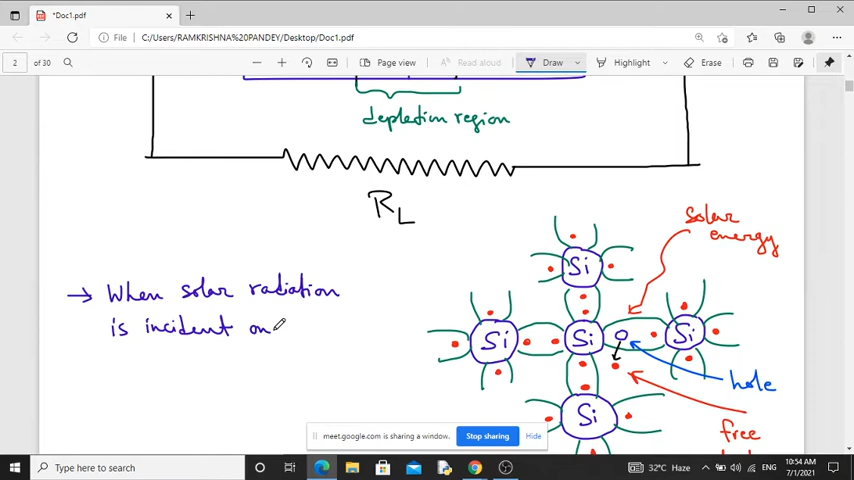 *Doc1.pdf
File
C:/Users/RAMKRISHNA%20PANDEY/Desktop/Doc1.pdf
2 of 30
Page view
Draw
Highlight
Erase
depletion region
RL
solar
energy
→ When solar radiation
is incident on
Si
Si
Si
Si
Si
hole
free
meet.google.com is sharing a window.
Stop sharing
Hide
Type here to search
32°C Haze
ENG
10:54 AM
7/1/2021